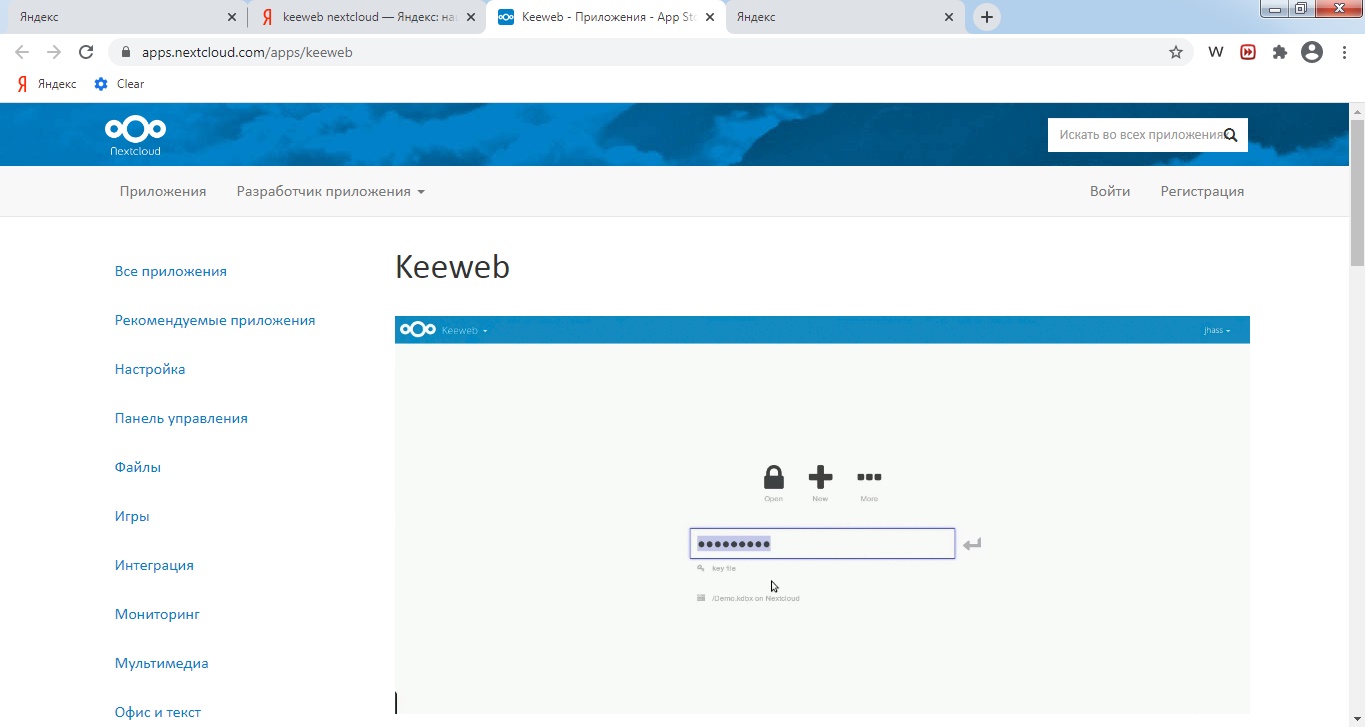 Яндекс
keeweb nextcloud — Яндекс: на
Keeweb - Приложения - App Sto
Яндекс
apps.nextcloud.com/apps/keeweb
W
Яндекс
Clear
Nextcloud
Искать во всех приложения
Приложения
Разработчик приложения
Войти
Регистрация
Все приложения
Рекомендуемые приложения
Настройка
Панель управления
Файлы
Игры
Интеграция
Мониторинг
Мультимедиа
Офис и текст
Keeweb
Keeweb
jhass
Open
New
More
key file
/Demo.kdbx on Nextcloud